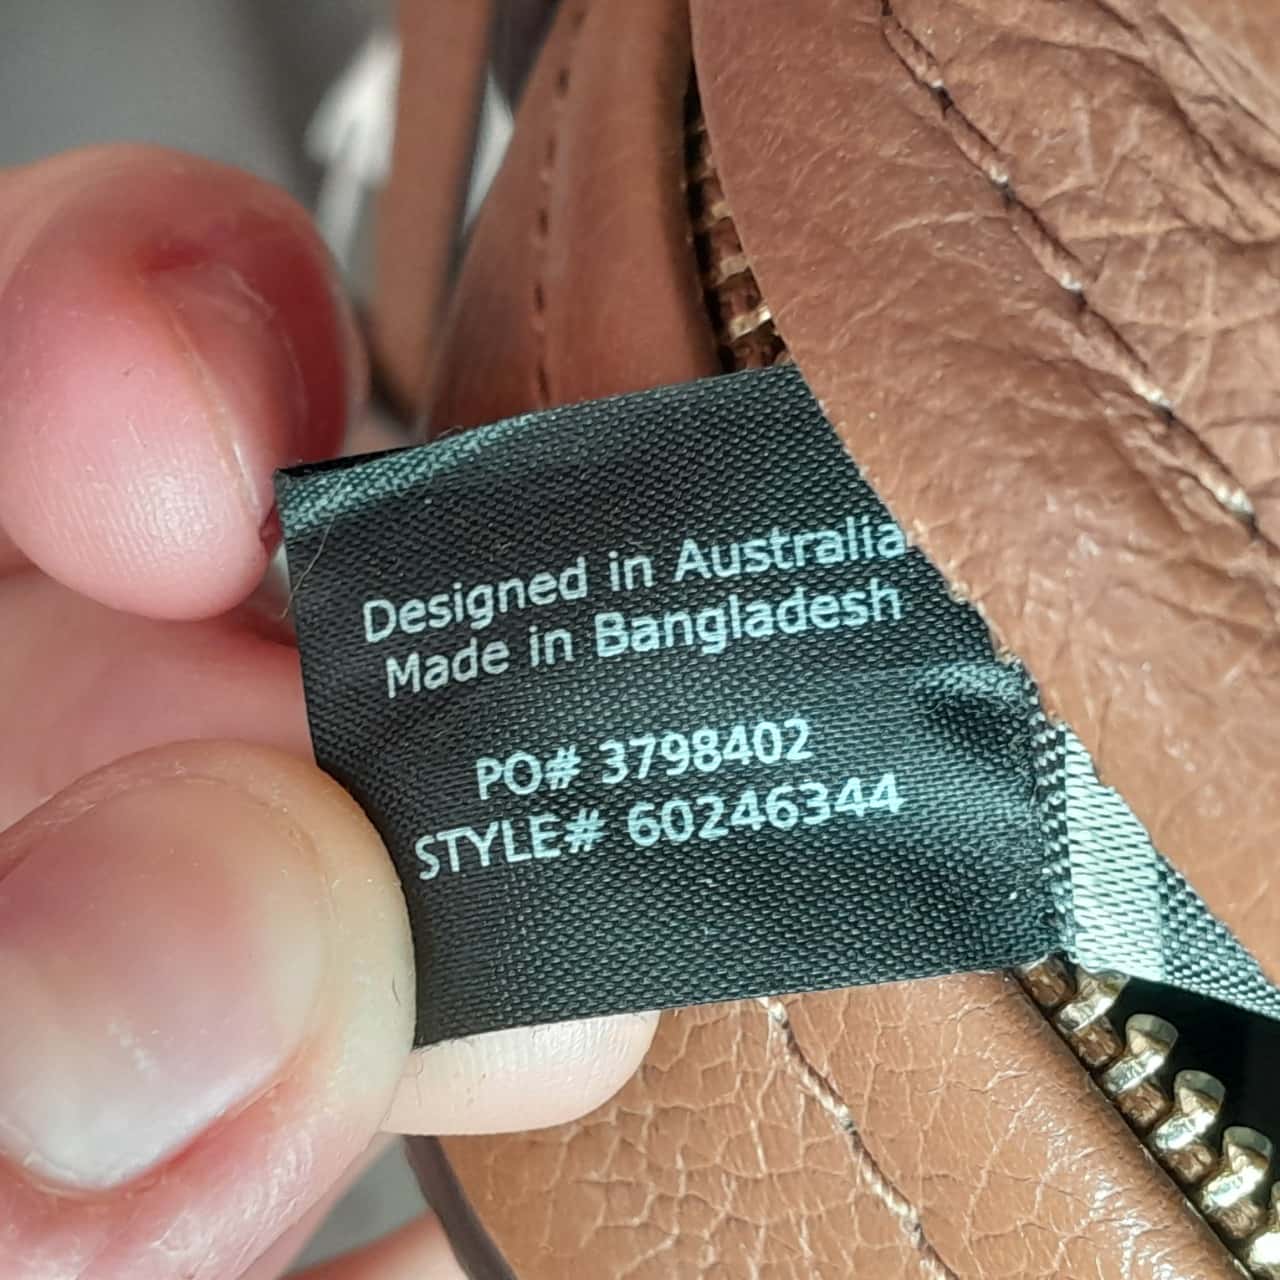 Designed in Australia
Made in Bangladesh
PO# 3798402
STYLE# 60246344